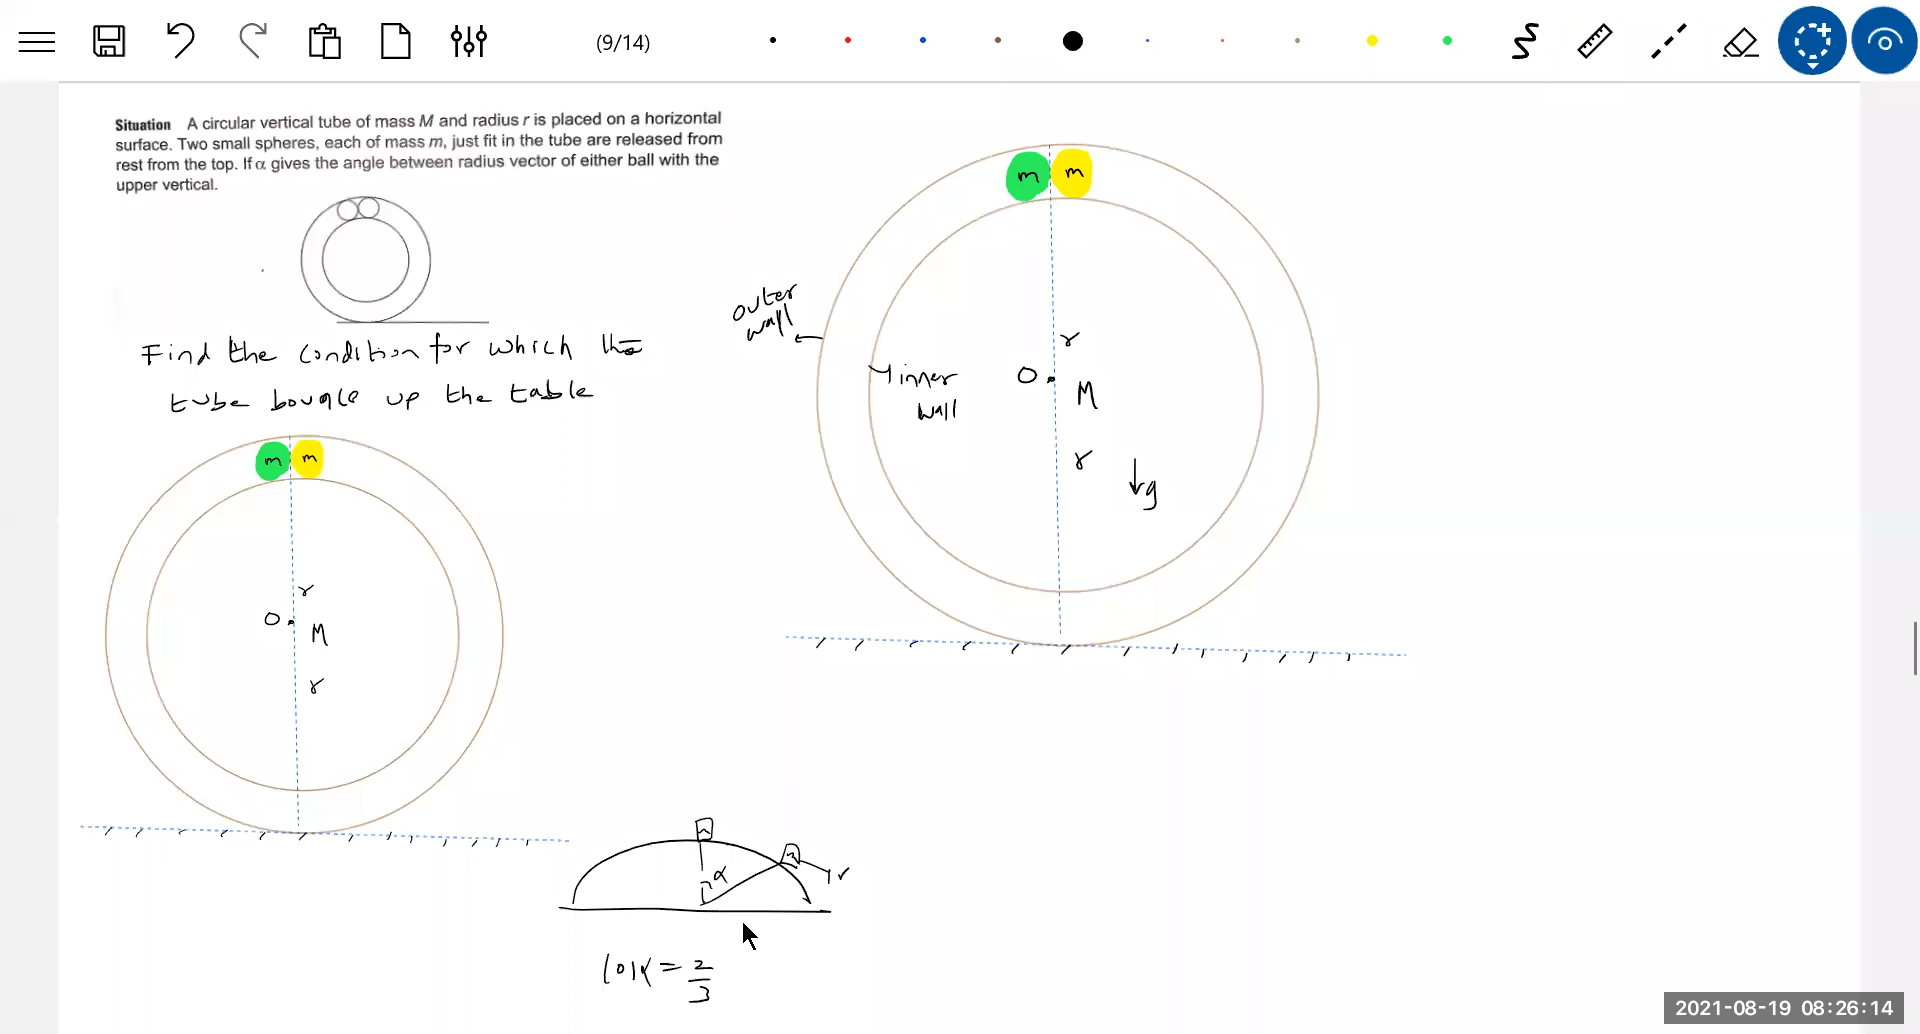 (9/14)
Situation A circular vertical tube of mass M and radius r is placed on a horizontal
surface. Two small spheres, each of mass m, just fit in the tube are released from
rest from the top. If α gives the angle between radius vector of either ball with the
upper vertical.
Find the condition for which the
tube up the table
m m
outer
wall
inner
wall
r
O
M
r
g
m m
r
O
M
r
α
v
cosα = 2/3
2021-08-19 08:26:14